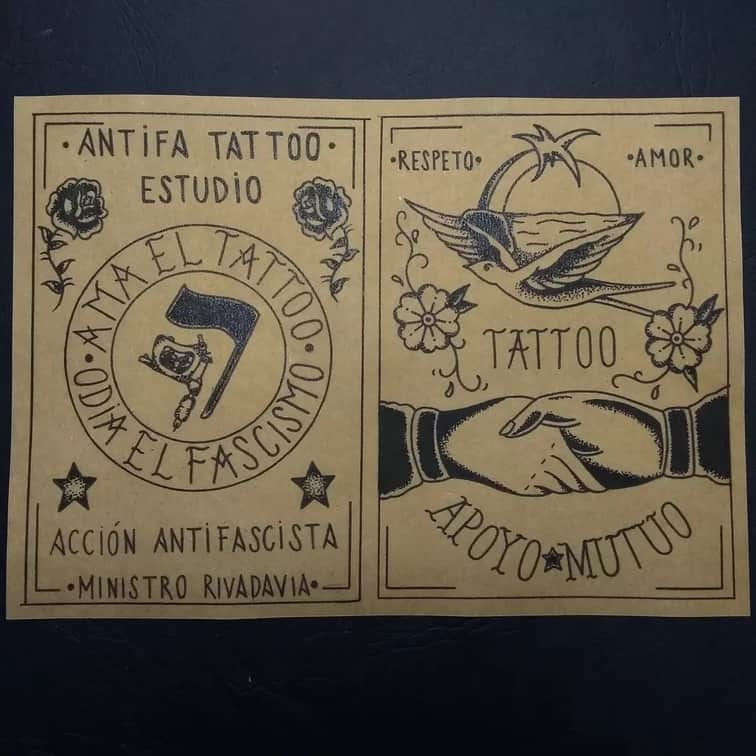 • ANTIFA TATTOO •
ESTUDIO
• AMA EL TATTOO •
ODIA EL FASCISMO
ACCIÓN ANTIFASCISTA
• MINISTRO RIVADAVIA •
• RESPETO •
• AMOR •
TATTOO
APOYO ★ MUTUO